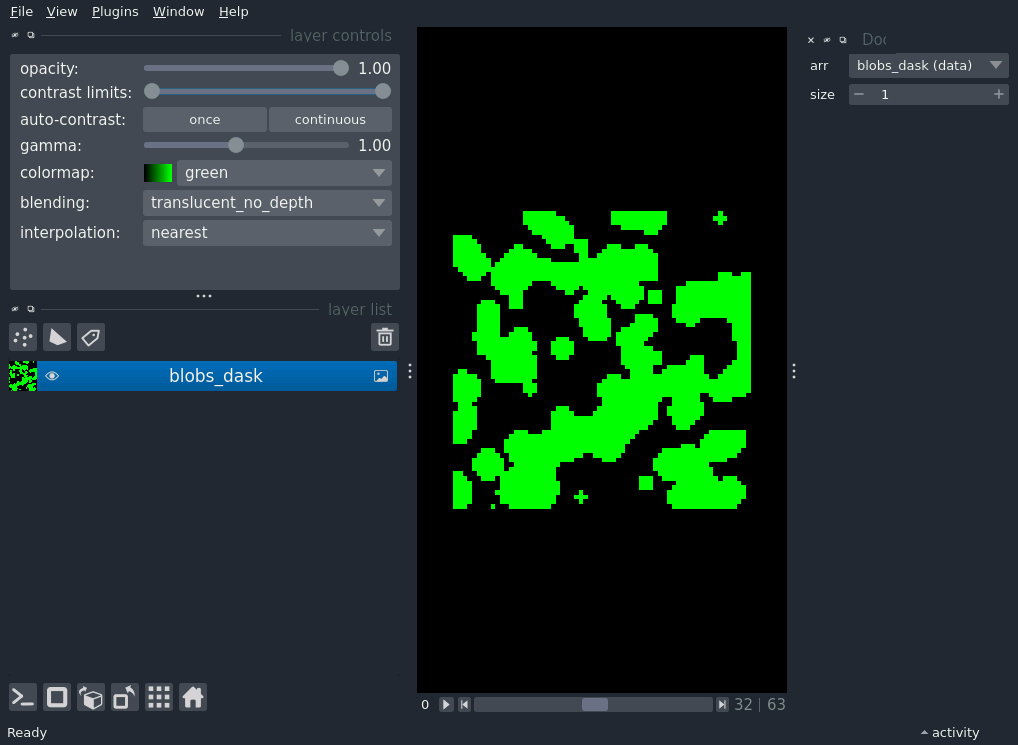 File View Plugins Window Help
layer controls
opacity: 1.00
contrast limits:
auto-contrast: once continuous
gamma: 1.00
colormap: green
blending: translucent_no_depth
interpolation: nearest
layer list
blobs_dask
arr blobs_dask (data)
size 1
0 32 63
Ready
activity